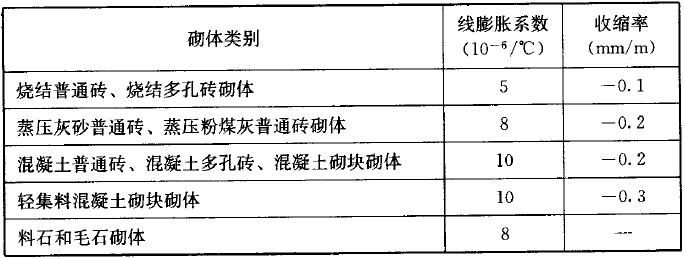 砌体类别 线膨胀系数 收缩率
(10⁻⁶/℃) (mm/m)
烧结普通砖、烧结多孔砖砌体 5 -0.1
蒸压灰砂普通砖、蒸压粉煤灰普通砖砌体 8 -0.2
混凝土普通砖、混凝土多孔砖、混凝土砌块砌体 10 -0.2
轻集料混凝土砌块砌体 10 -0.3
料石和毛石砌体 8 —